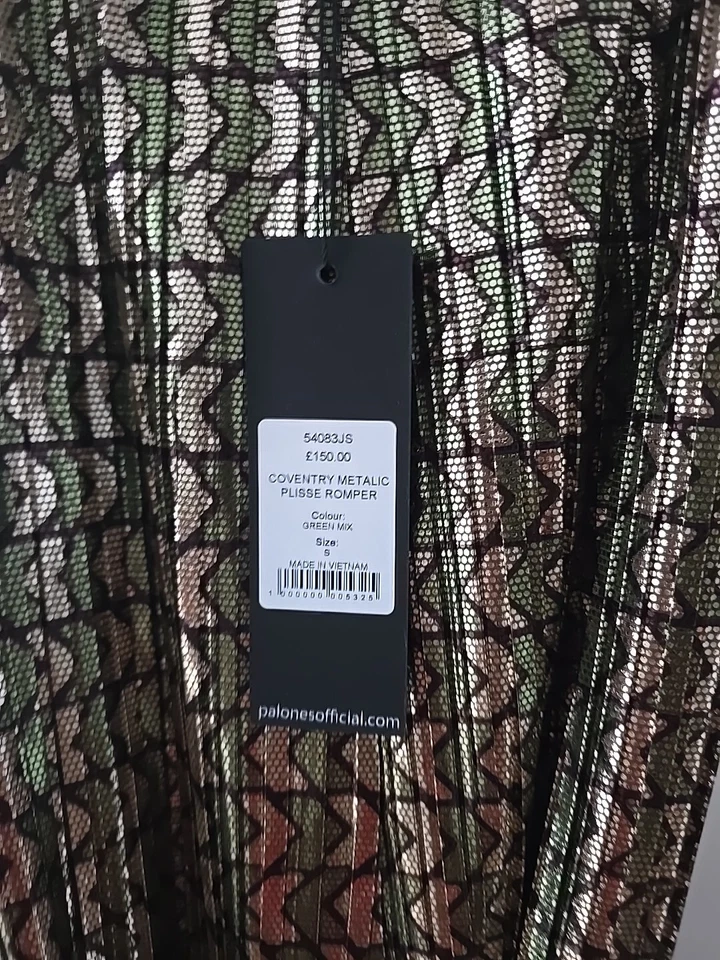 54083JS
£150.00
COVENTRY METALIC
PLISSE ROMPER
Colour:
GREEN MIX
Size:
S
MADE IN VIETNAM
1 000000 005325
palonesofficial.com